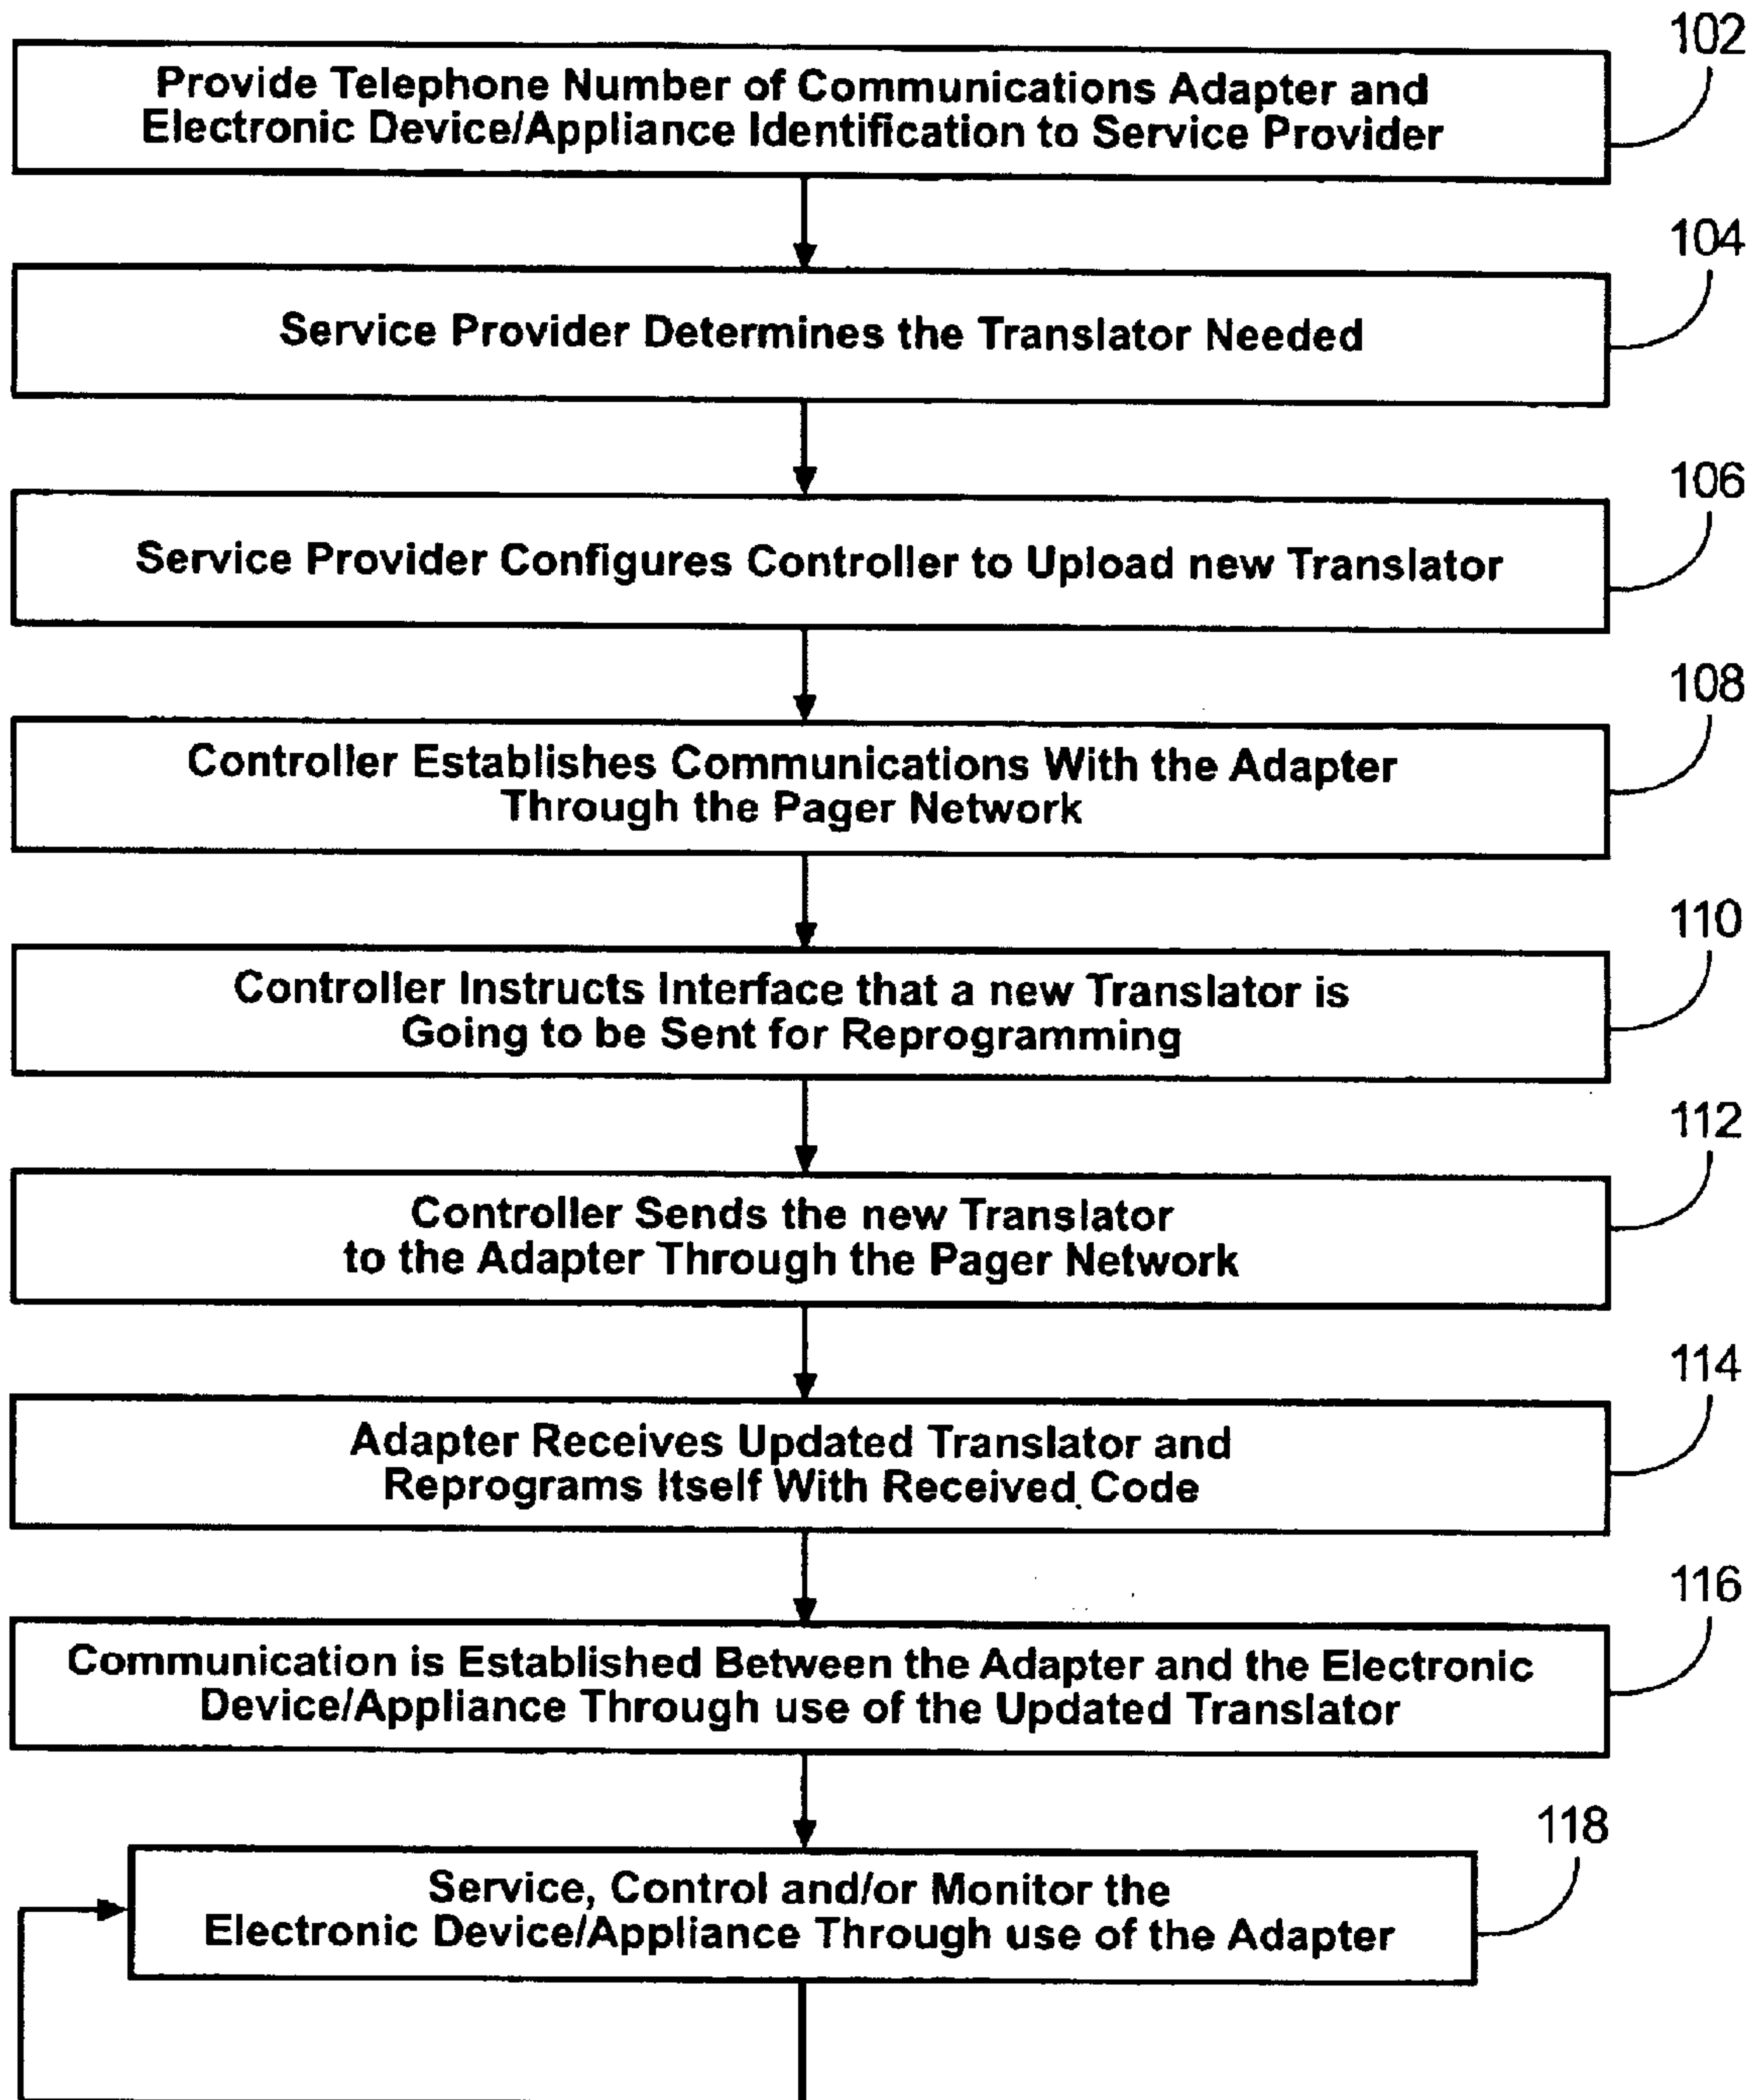 102
Provide Telephone Number of Communications Adapter and
Electronic Device/Appliance Identification to Service Provider
104
Service Provider Determines the Translator Needed
106
Service Provider Configures Controller to Upload new Translator
108
Controller Establishes Communications With the Adapter
Through the Pager Network
110
Controller Instructs Interface that a new Translator is
Going to be Sent for Reprogramming
112
Controller Sends the new Translator
to the Adapter Through the Pager Network
114
Adapter Receives Updated Translator and
Reprograms Itself With Received Code
116
Communication is Established Between the Adapter and the Electronic
Device/Appliance Through use of the Updated Translator
118
Service, Control and/or Monitor the
Electronic Device/Appliance Through use of the Adapter